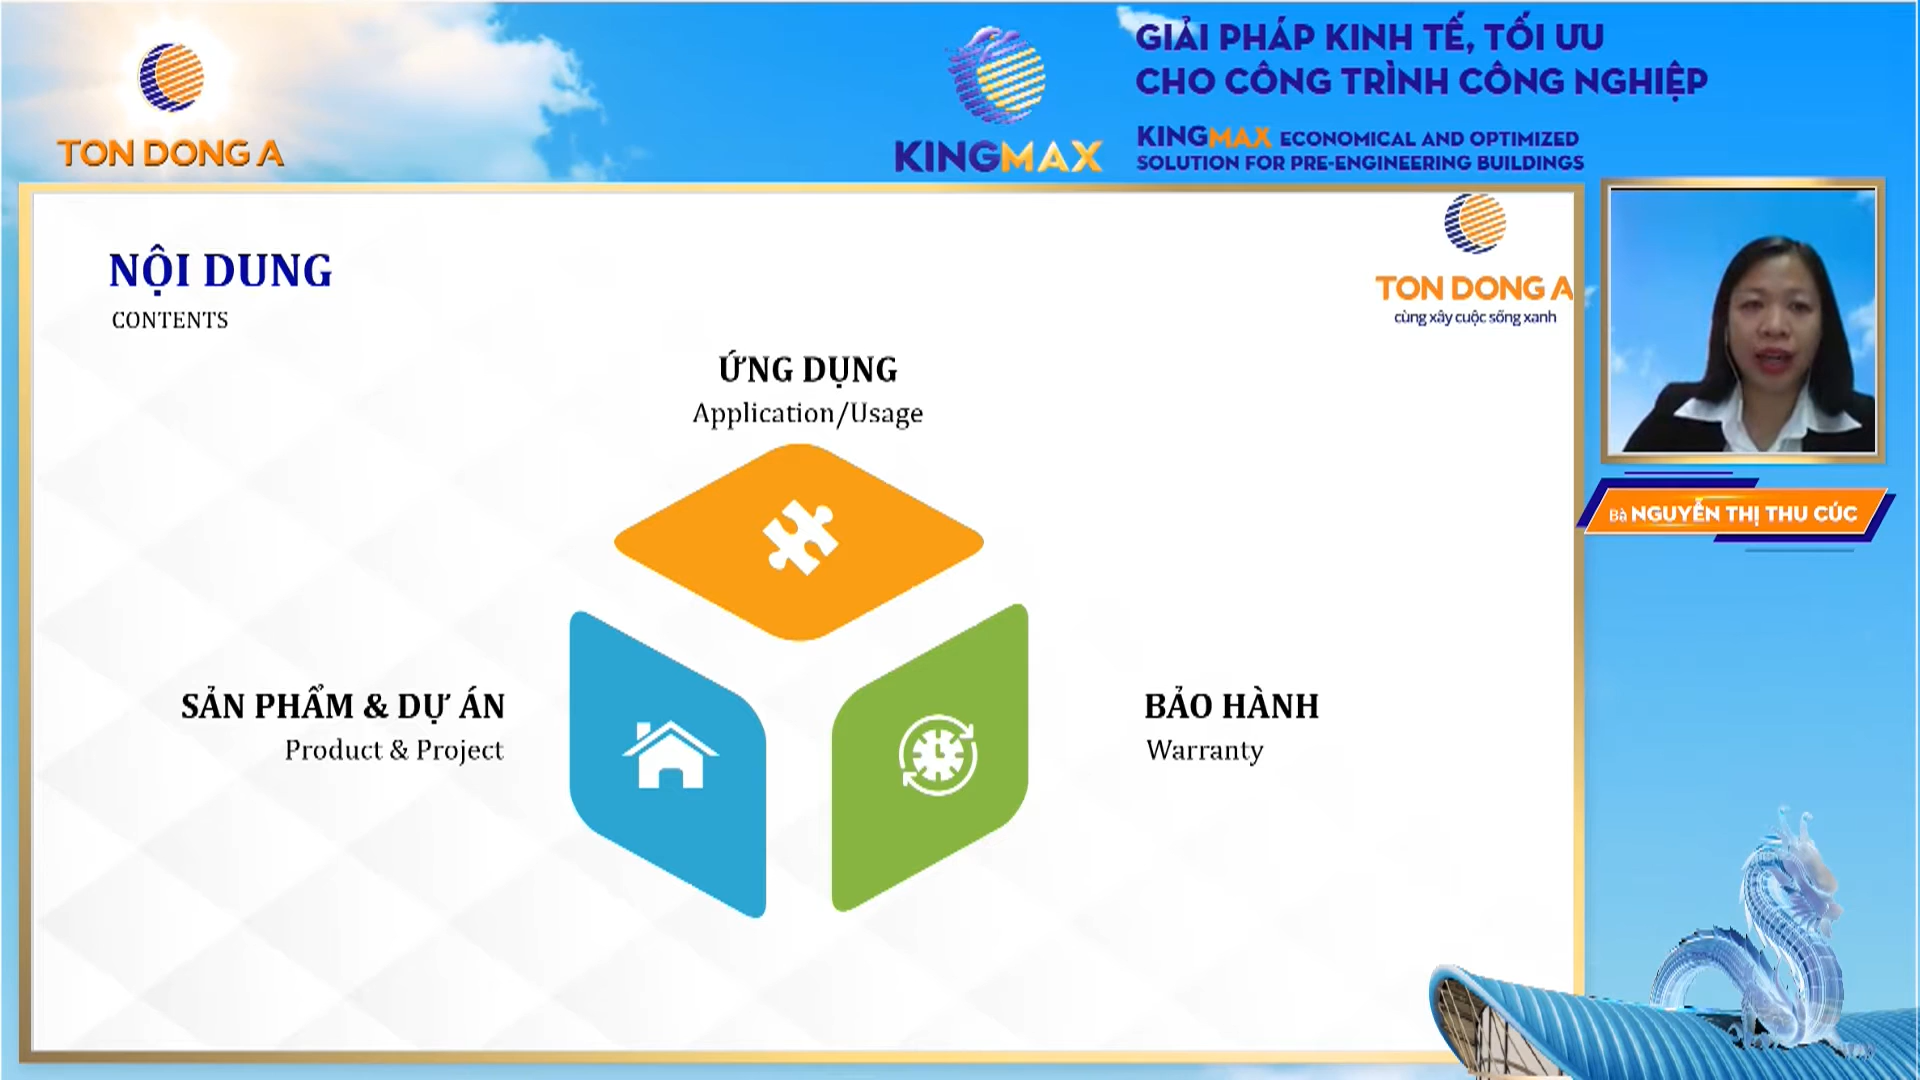 TON DONG A
KINGMAX
GIẢI PHÁP KINH TẾ, TỐI ƯU
CHO CÔNG TRÌNH CÔNG NGHIỆP
KINGMAX ECONOMICAL AND OPTIMIZED
SOLUTION FOR PRE-ENGINEERING BUILDINGS
NỘI DUNG
CONTENTS
TON DONG A
cùng xây cuộc sống xanh
ỨNG DỤNG
Application/Usage
SẢN PHẨM & DỰ ÁN
Product & Project
BẢO HÀNH
Warranty
Bà NGUYỄN THỊ THU CÚC